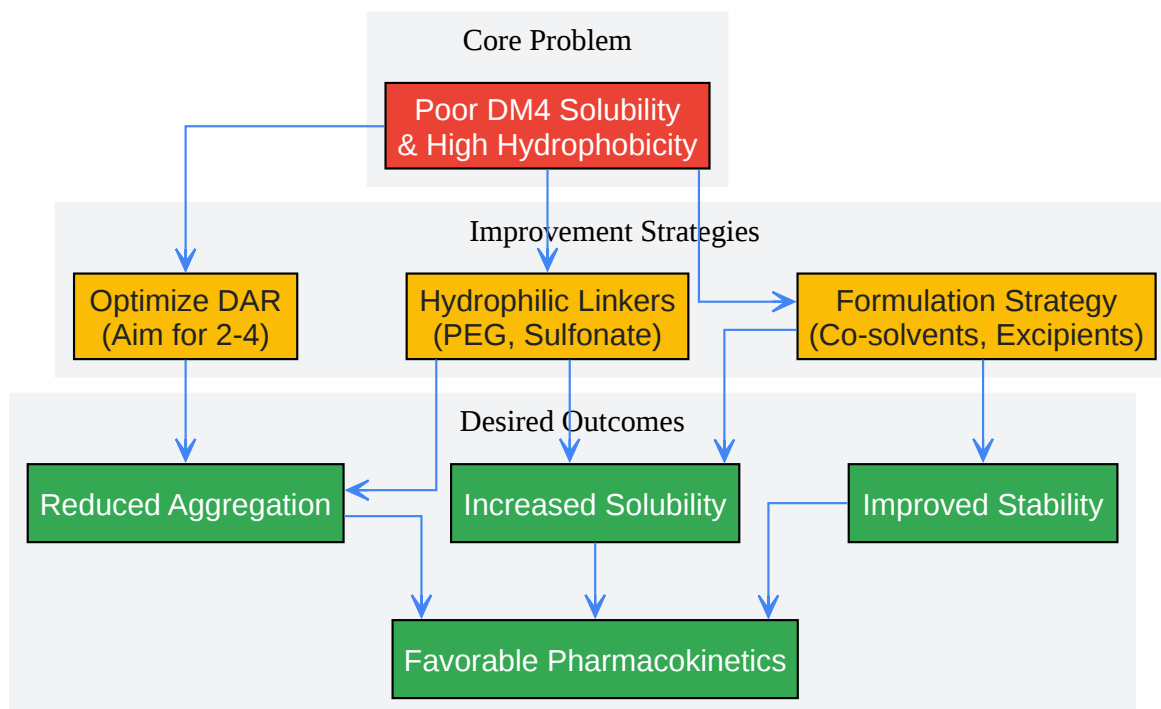 Core Problem
Poor DM4 Solubility
& High Hydrophobicity
Improvement Strategies
Optimize DAR
(Aim for 2-4)
Hydrophilic Linkers
(PEG, Sulfonate)
Formulation Strategy
(Co-solvents, Excipients)
Desired Outcomes
Reduced Aggregation
Increased Solubility
Improved Stability
Favorable Pharmacokinetics